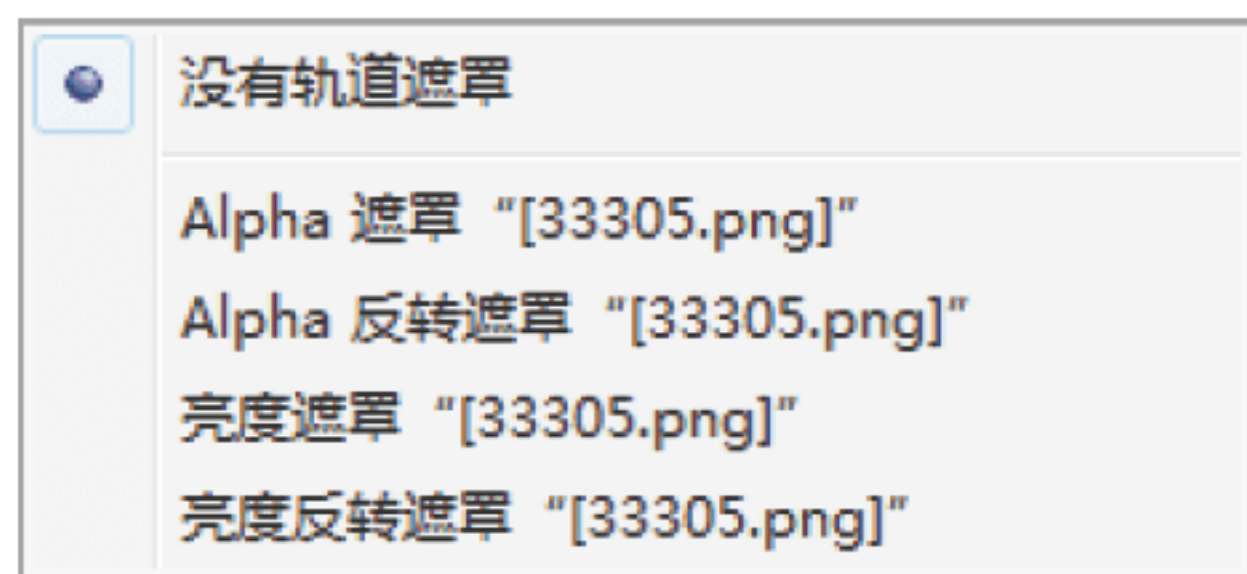 没有轨道遮罩
Alpha 遮罩 “[33305.png]”
Alpha 反转遮罩 “[33305.png]”
亮度遮罩 “[33305.png]”
亮度反转遮罩 “[33305.png]”